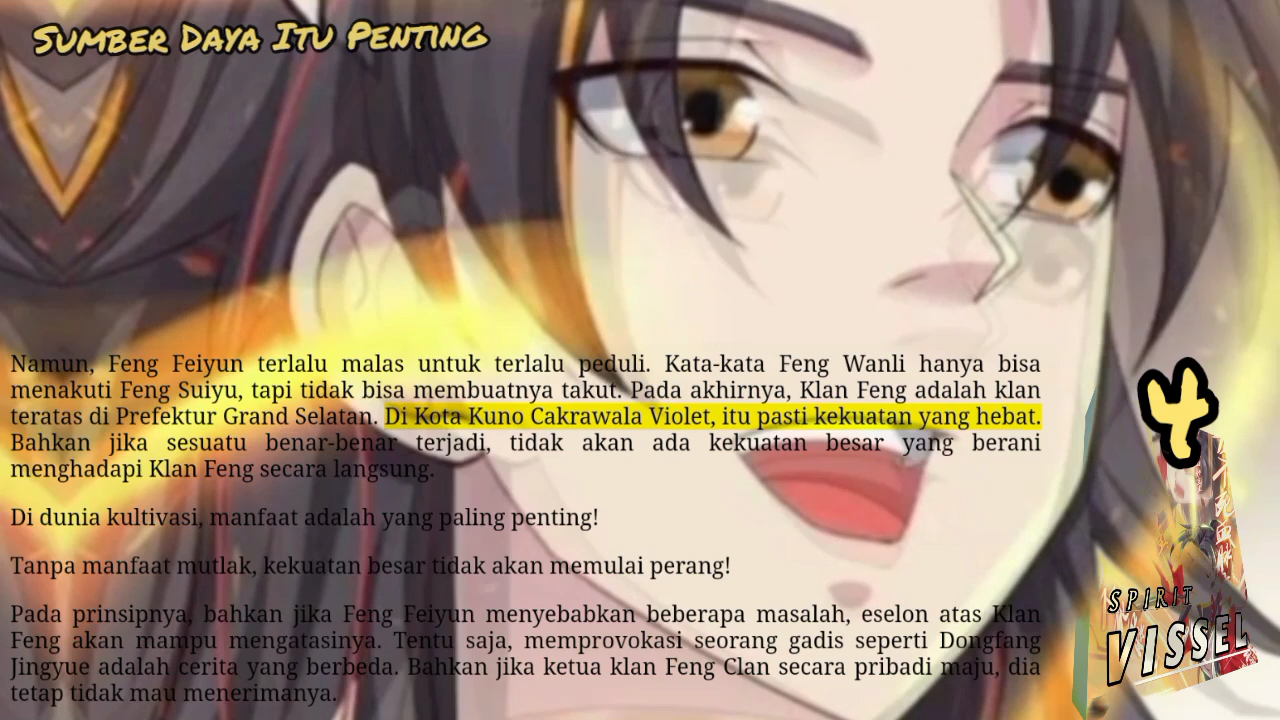 Sumber Daya Itu Penting
Namun, Feng Feiyun terlalu malas untuk terlalu peduli. Kata-kata Feng Wanli hanya bisa
menakuti Feng Suiyu, tapi tidak bisa membuatnya takut. Pada akhirnya, Klan Feng adalah klan
teratas di Prefektur Grand Selatan. Di Kota Kuno Cakrawala Violet, itu pasti kekuatan yang hebat.
Bahkan jika sesuatu benar-benar terjadi, tidak akan ada kekuatan besar yang berani
menghadapi Klan Feng secara langsung.
Di dunia kultivasi, manfaat adalah yang paling penting!
Tanpa manfaat mutlak, kekuatan besar tidak akan memulai perang!
Pada prinsipnya, bahkan jika Feng Feiyun menyebabkan beberapa masalah, eselon atas Klan
Feng akan mampu mengatasinya. Tentu saja, memprovokasi seorang gadis seperti Dongfang
Jingyue adalah cerita yang berbeda. Bahkan jika ketua klan Feng Clan secara pribadi maju, dia
tetap tidak mau menerimanya.
4
SPIRIT
VISSEL